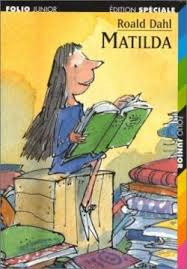 FOLIO JUNIOR
ÉDITION SPÉCIALE
Roald Dahl
MATILDA
FOLIO JUNIOR